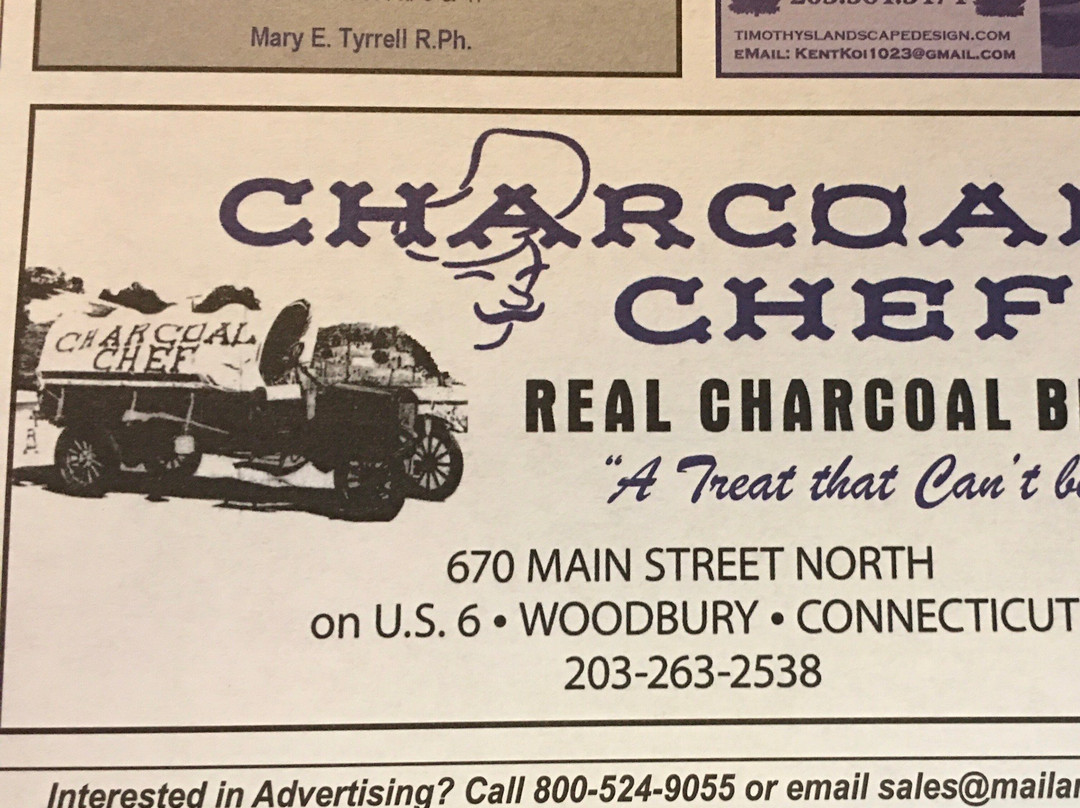 Mary E. Tyrrell R.Ph.
TIMOTHYSLANDSCAPEDESIGN.COM
EMAIL: KENTKOI1023@GMAIL.COM
CHARCOAL
CHEF
CHARCOAL
CHEF
REAL CHARCOAL
"A Treat that Can't
670 MAIN STREET NORTH
on U.S. 6 • WOODBURY • CONNECTICUT
203-263-2538
Interested in Advertising? Call 800-524-9055 or email